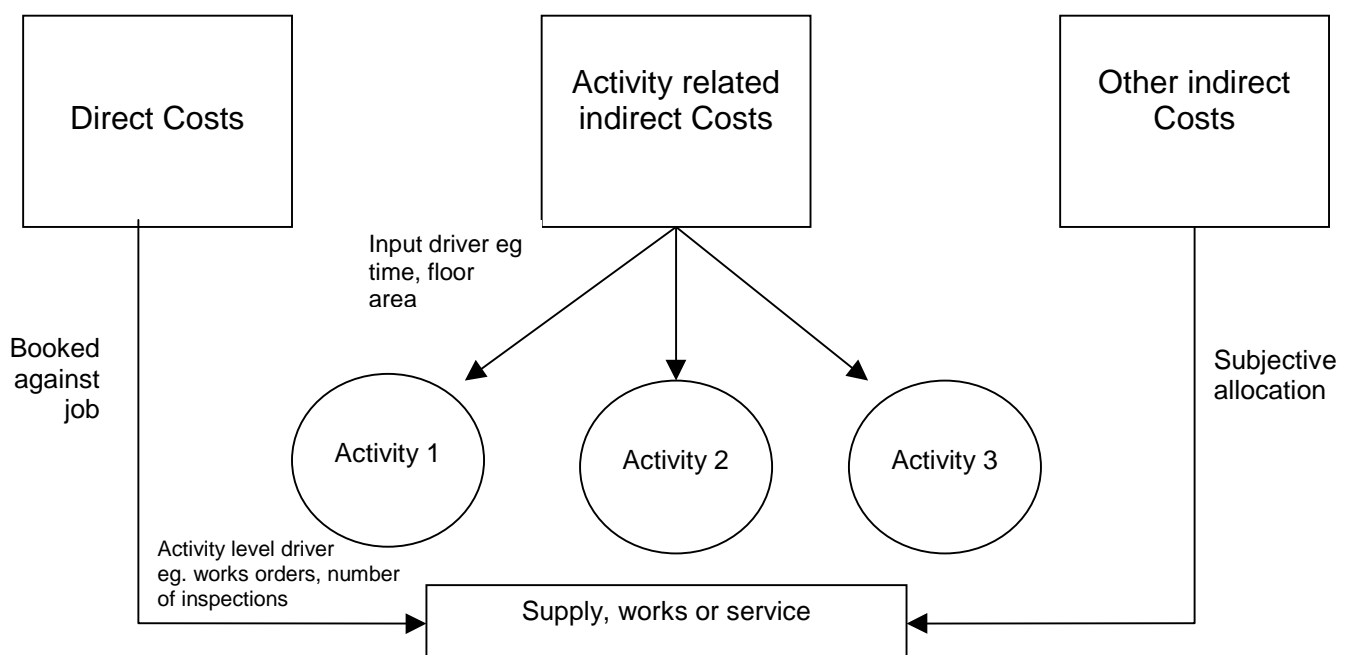 Direct Costs
Activity related
indirect Costs
Other indirect
Costs
Input driver eg
time, floor
area
Booked
against
job
Subjective
allocation
Activity 1
Activity 2
Activity 3
Activity level driver
eg. works orders, number
of inspections
Supply, works or service